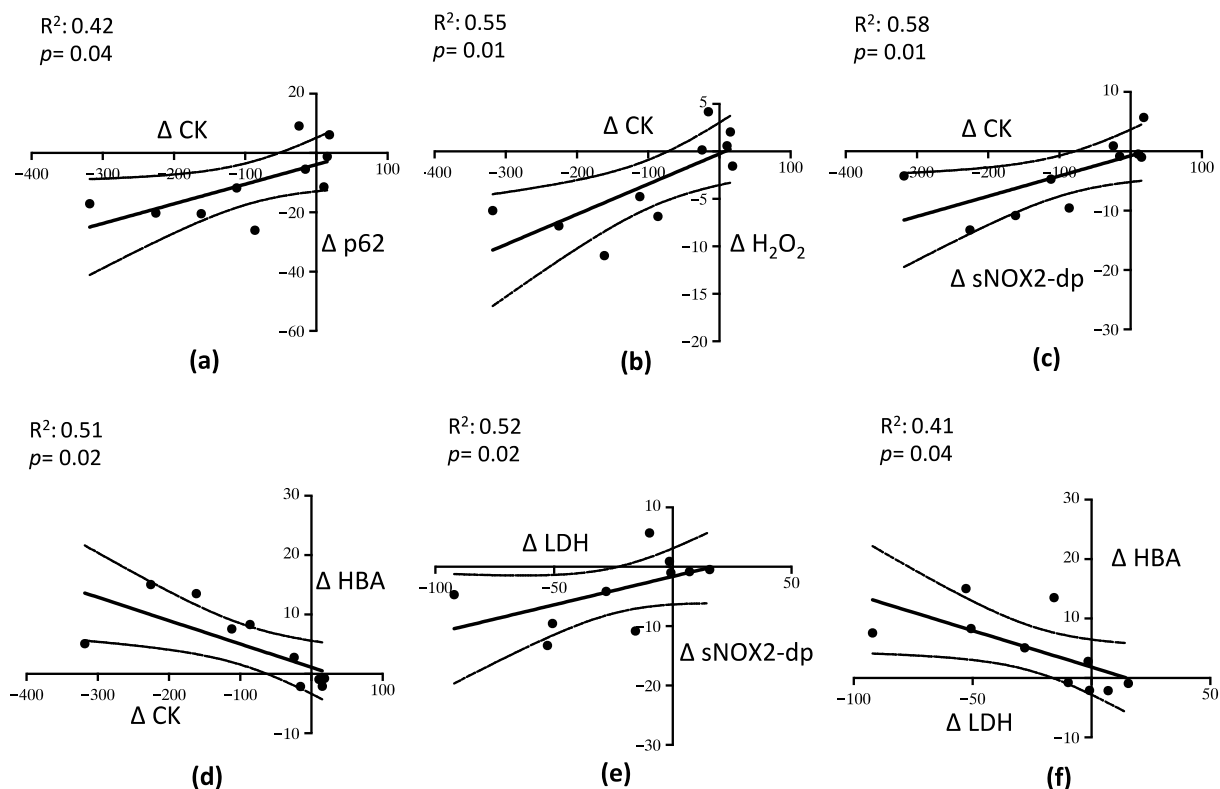 R²: 0.42
p= 0.04
20
Δ CK
−400
−300
−200
−100
100
−20
Δ p62
−40
−60
(a)
R²: 0.55
p= 0.01
5
Δ CK
−400
−300
−200
−100
100
−5
Δ H₂O₂
−10
−15
−20
(b)
R²: 0.58
p= 0.01
10
Δ CK
−400
−300
−200
−100
100
−10
Δ sNOX2-dp
−20
−30
(c)
R²: 0.51
p= 0.02
30
20
Δ HBA
10
−400
−300
−200
−100
100
Δ CK
−10
(d)
R²: 0.52
p= 0.02
10
Δ LDH
−100
−50
50
−10
Δ sNOX2-dp
−20
−30
(e)
R²: 0.41
p= 0.04
30
Δ HBA
20
10
−100
−50
50
Δ LDH
−10
(f)